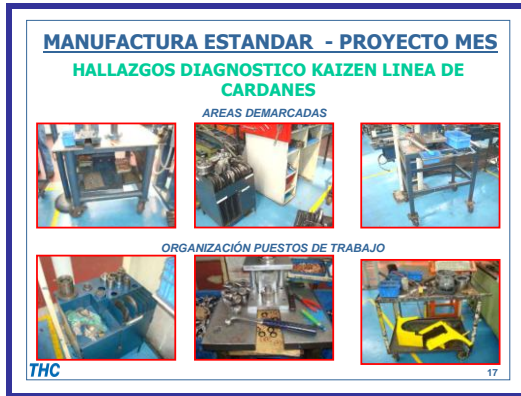 MANUFACTURA ESTANDAR - PROYECTO MES
HALLAZGOS DIAGNOSTICO KAIZEN LINEA DE
CARDANES
AREAS DEMARCADAS
ORGANIZACIÓN PUESTOS DE TRABAJO
THC
17